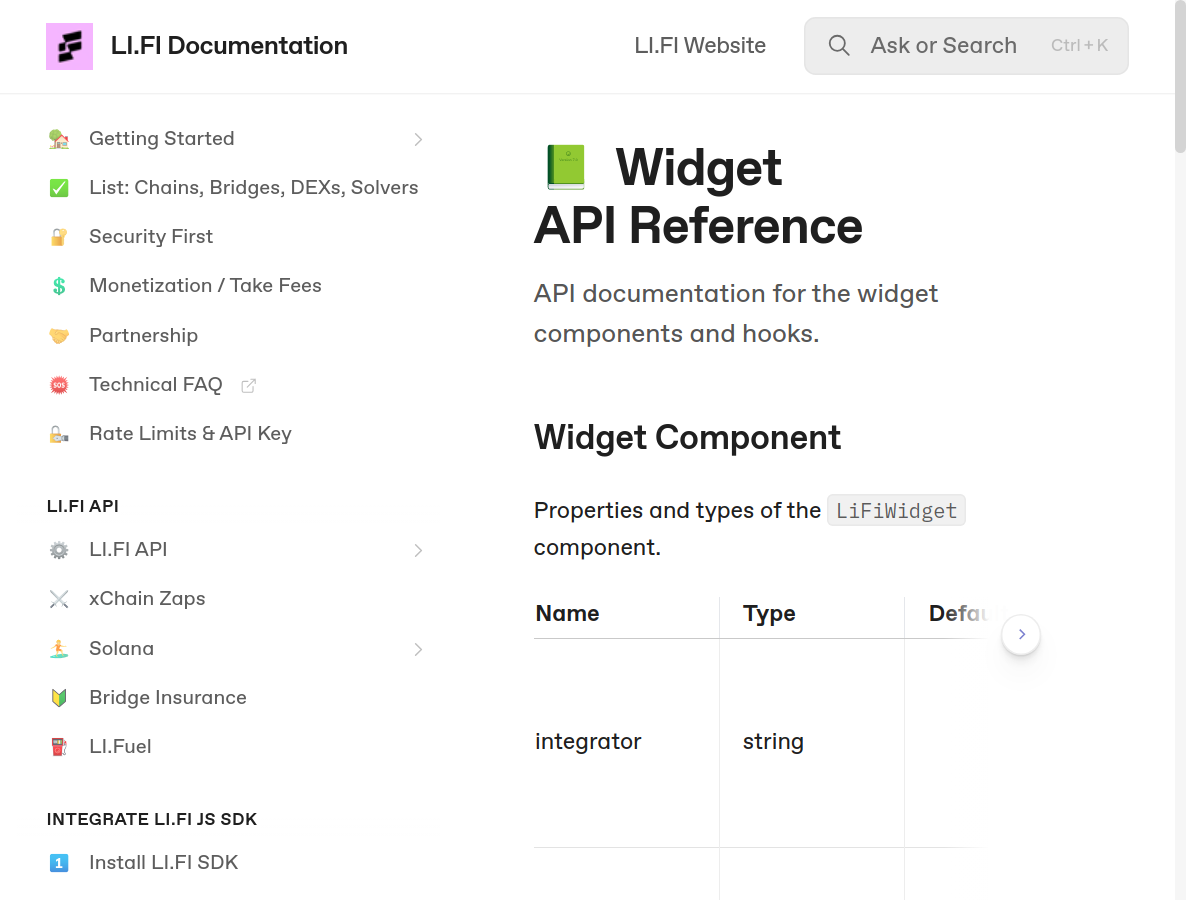 LI.FI Documentation
LI.FI Website
Ask or Search
Ctrl + K
Getting Started
List: Chains, Bridges, DEXs, Solvers
Security First
Monetization / Take Fees
Partnership
Technical FAQ
Rate Limits & API Key
LI.FI API
LI.FI API
xChain Zaps
Solana
Bridge Insurance
LI.Fuel
INTEGRATE LI.FI JS SDK
1 Install LI.FI SDK
Widget
API Reference
API documentation for the widget
components and hooks.
Widget Component
Properties and types of the LiFiWidget
component.
Name Type
integrator string